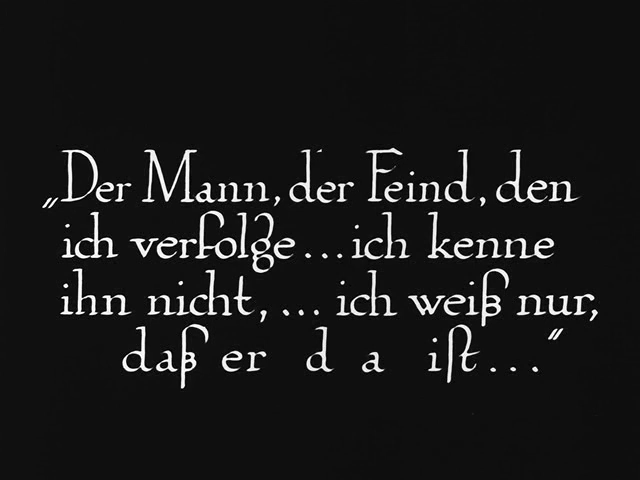 „Der Mann, der Feind, den
ich verfolge...ich kenne
ihn nicht, ... ich weiß nur,
daß er d a ist..."